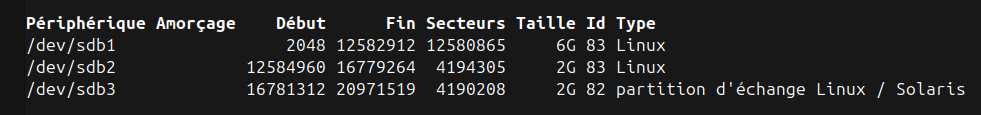 Périphérique Amorçage    Début      Fin Secteurs Taille Id Type
/dev/sdb1                 2048 12582912 12580865     6G 83 Linux
/dev/sdb2             12584960 16779264  4194305     2G 83 Linux
/dev/sdb3             16781312 20971519  4190208     2G 82 partition d'échange Linux / Solaris